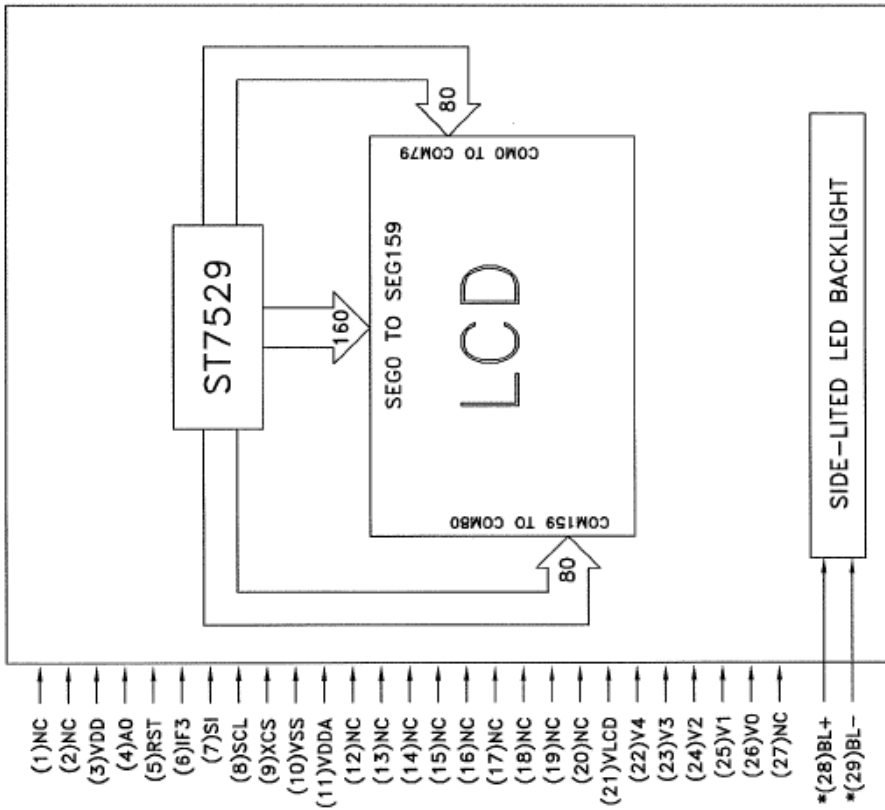 80
COM0 TO COM79
ST7529
160
SEG0 TO SEG159
LCD
COM159 TO COM80
80
SIDE-LITED LED BACKLIGHT
(1)NC
(2)NC
(3)VDD
(4)A0
(5)RST
(6)IF3
(7)SI
(8)SCL
(9)XCS
(10)VSS
(11)VDDA
(12)NC
(13)NC
(14)NC
(15)NC
(16)NC
(17)NC
(18)NC
(19)NC
(20)NC
(21)VLCD
(22)V4
(23)V3
(24)V2
(25)V1
(26)V0
(27)NC
*(28)BL+
*(29)BL-